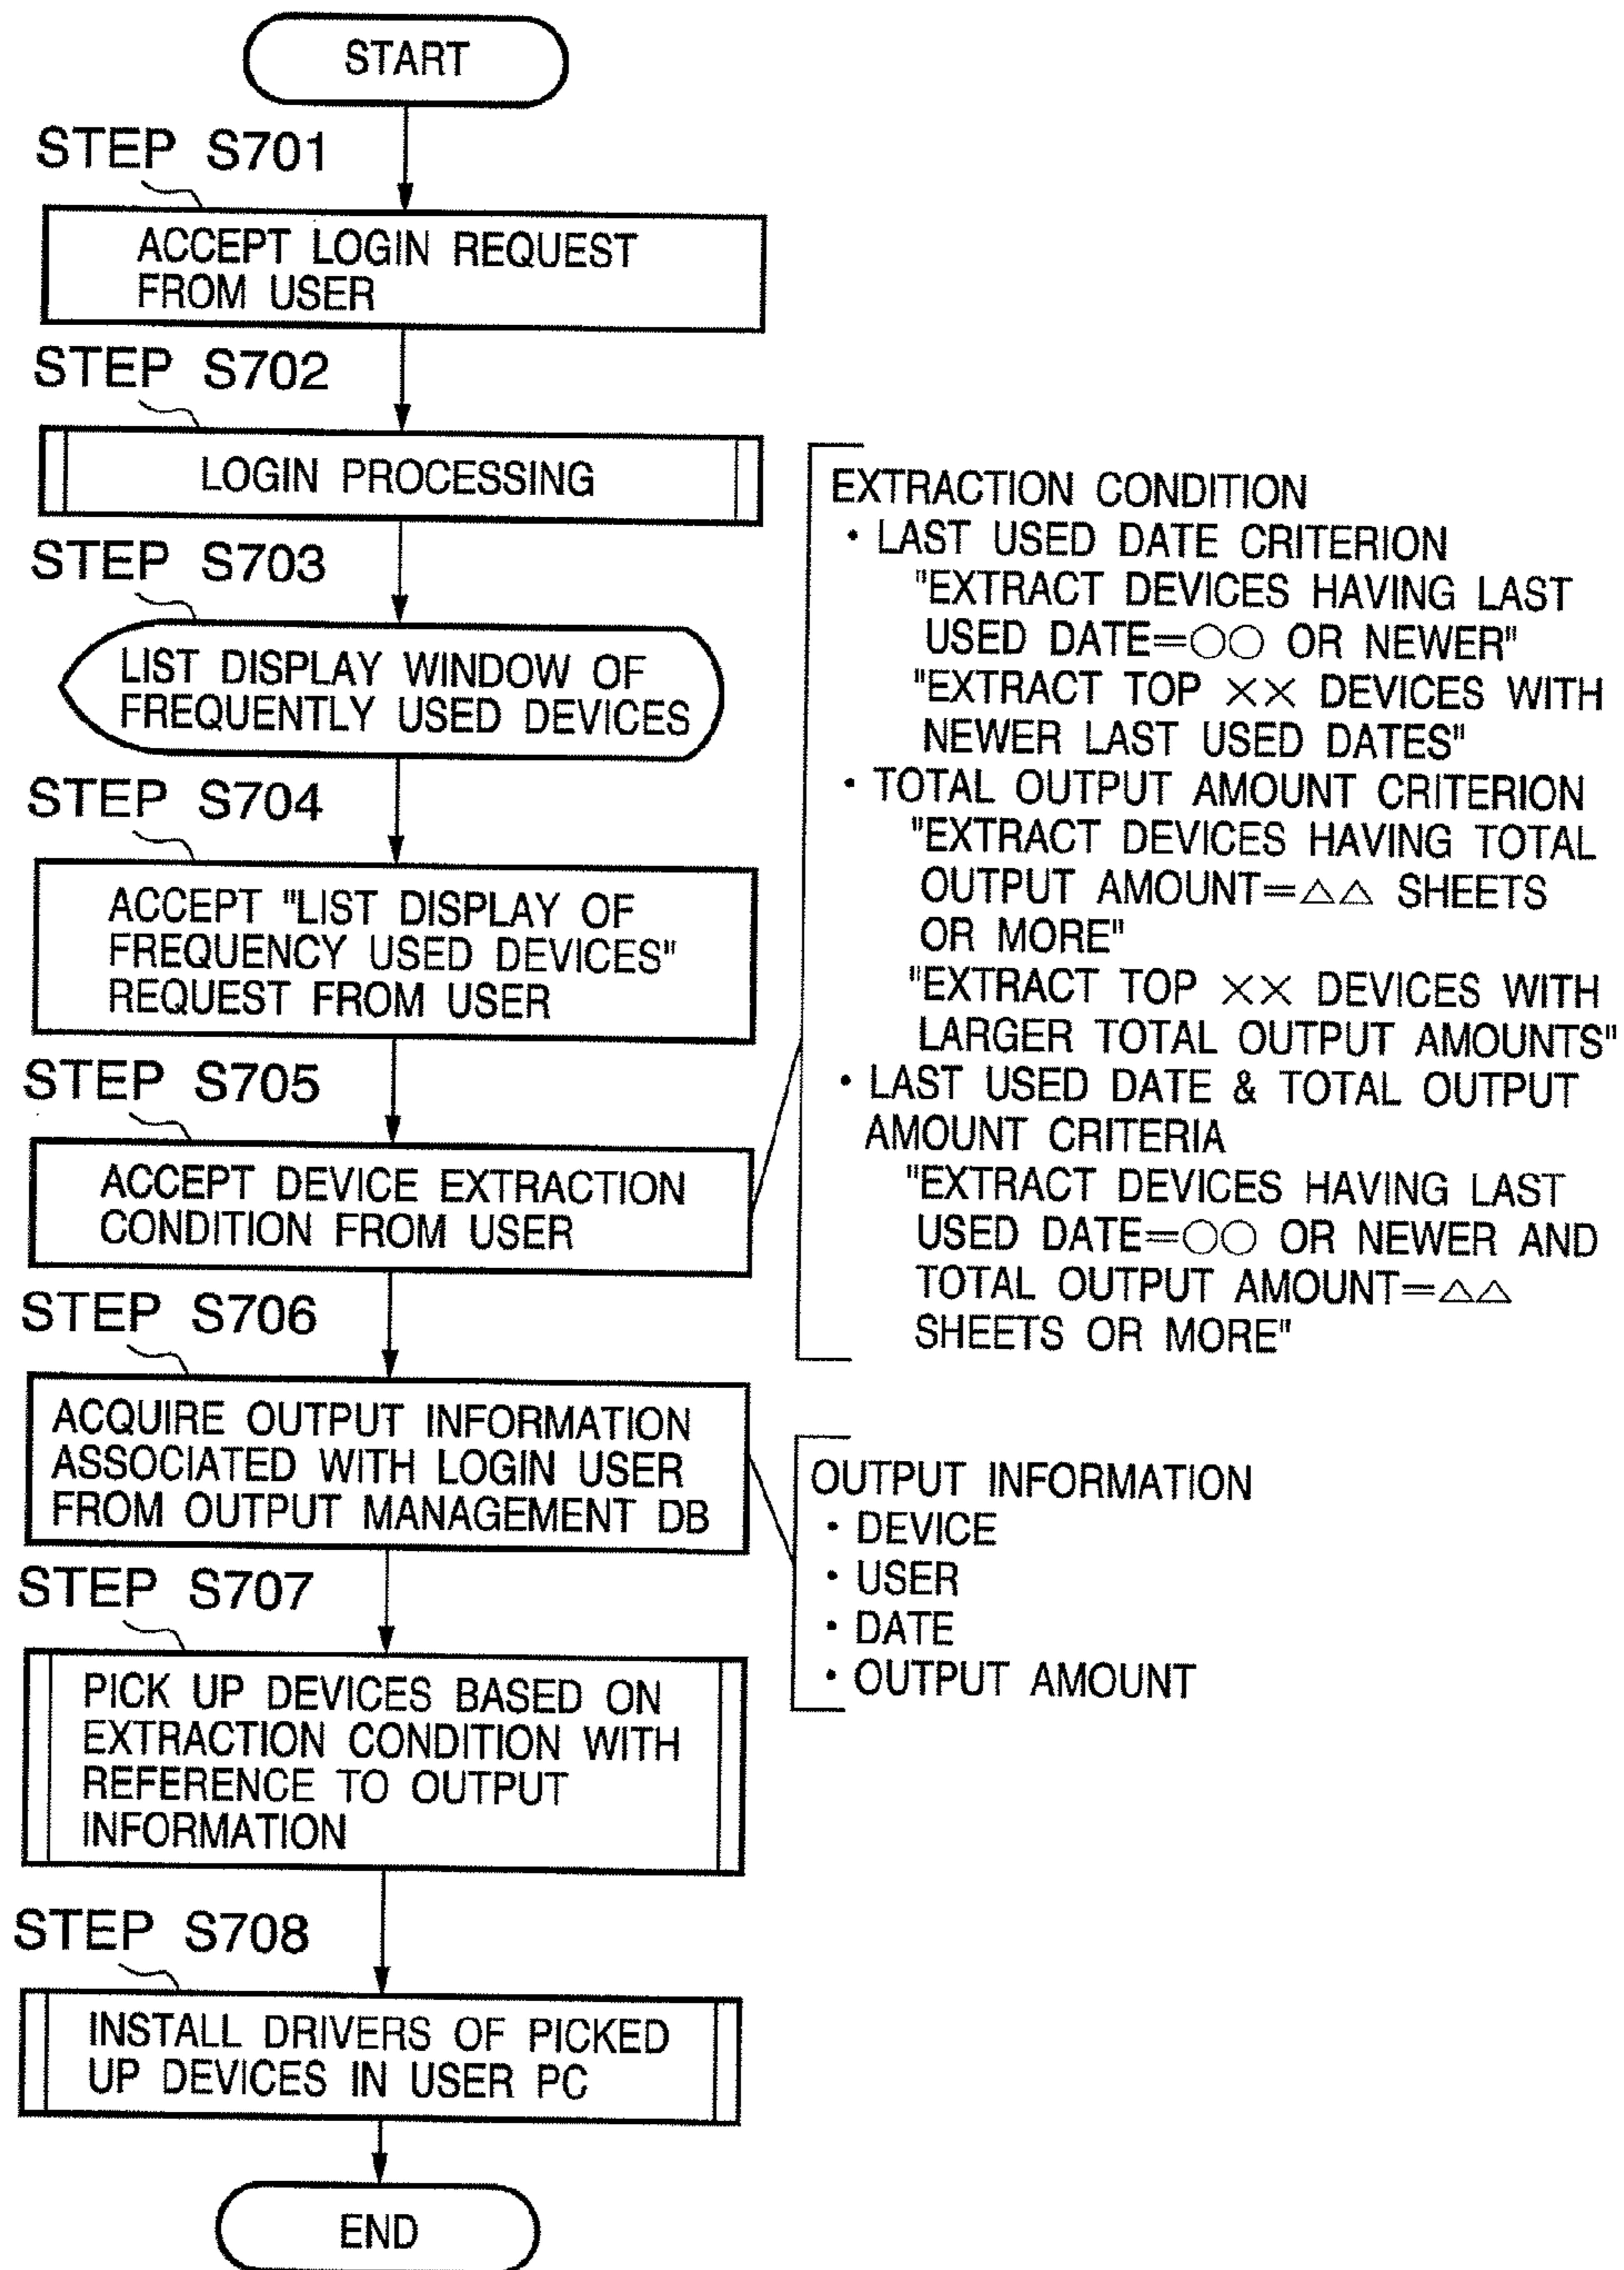 START
STEP S701
ACCEPT LOGIN REQUEST
FROM USER
STEP S702
LOGIN PROCESSING
STEP S703
LIST DISPLAY WINDOW OF
FREQUENTLY USED DEVICES
STEP S704
ACCEPT "LIST DISPLAY OF
FREQUENCY USED DEVICES"
REQUEST FROM USER
STEP S705
ACCEPT DEVICE EXTRACTION
CONDITION FROM USER
EXTRACTION CONDITION
・LAST USED DATE CRITERION
"EXTRACT DEVICES HAVING LAST
USED DATE=○○ OR NEWER"
"EXTRACT TOP ×× DEVICES WITH
NEWER LAST USED DATES"
・TOTAL OUTPUT AMOUNT CRITERION
"EXTRACT DEVICES HAVING TOTAL
OUTPUT AMOUNT=△△ SHEETS
OR MORE"
"EXTRACT TOP ×× DEVICES WITH
LARGER TOTAL OUTPUT AMOUNTS"
・LAST USED DATE & TOTAL OUTPUT
AMOUNT CRITERIA
"EXTRACT DEVICES HAVING LAST
USED DATE=○○ OR NEWER AND
TOTAL OUTPUT AMOUNT=△△
SHEETS OR MORE"
STEP S706
ACQUIRE OUTPUT INFORMATION
ASSOCIATED WITH LOGIN USER
FROM OUTPUT MANAGEMENT DB
OUTPUT INFORMATION
・DEVICE
・USER
・DATE
・OUTPUT AMOUNT
STEP S707
PICK UP DEVICES BASED ON
EXTRACTION CONDITION WITH
REFERENCE TO OUTPUT
INFORMATION
STEP S708
INSTALL DRIVERS OF PICKED
UP DEVICES IN USER PC
END